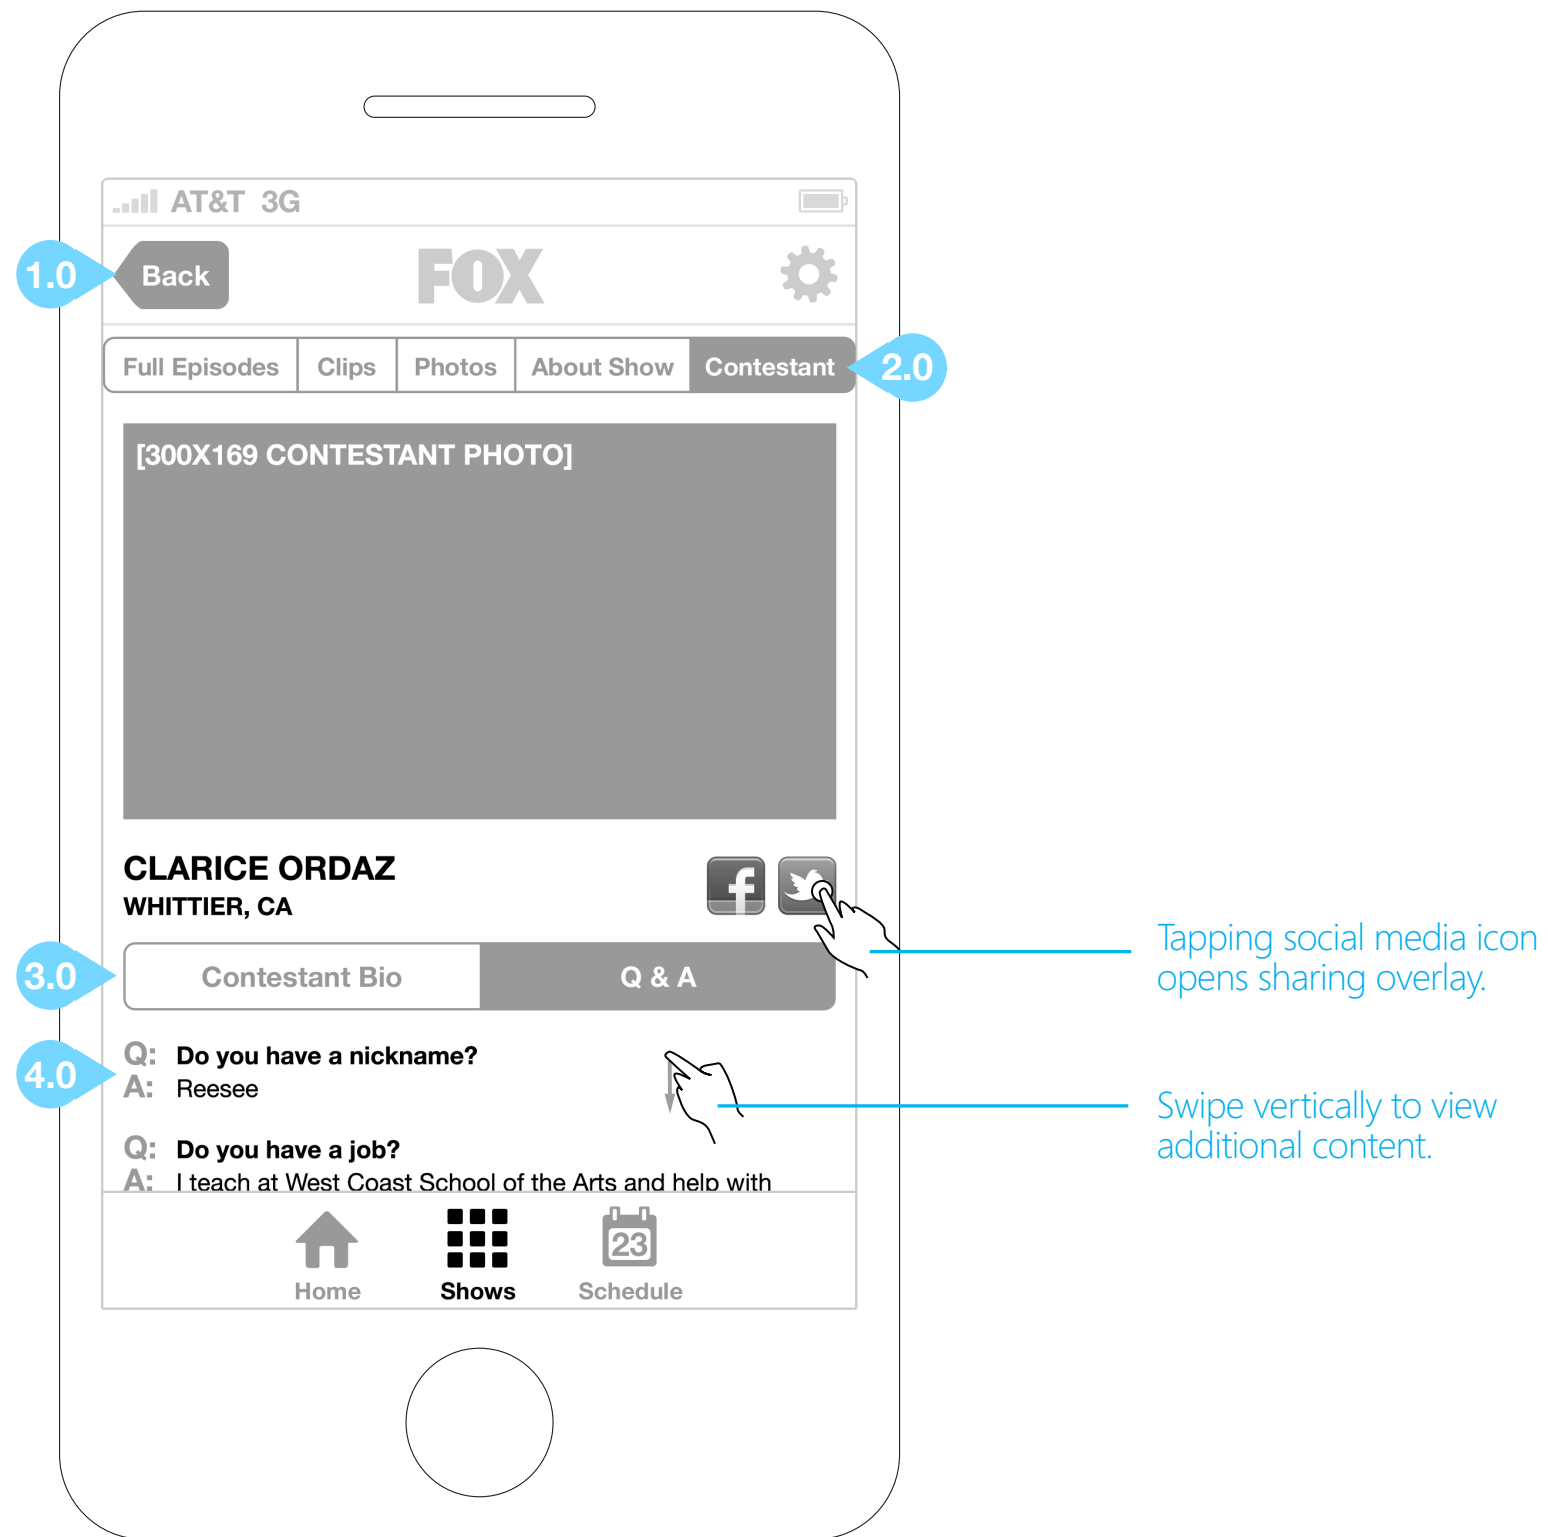 AT&T 3G
1.0
Back
FOX
Full Episodes
Clips
Photos
About Show
Contestant
2.0
[300X169 CONTESTANT PHOTO]
CLARICE ORDAZ
WHITTIER, CA
f
Tapping social media icon
opens sharing overlay.
3.0
Contestant Bio
Q & A
4.0
Q: Do you have a nickname?
A: Reesee
Swipe vertically to view
additional content.
Q: Do you have a job?
A: I teach at West Coast School of the Arts and help with
23
Home
Shows
Schedule